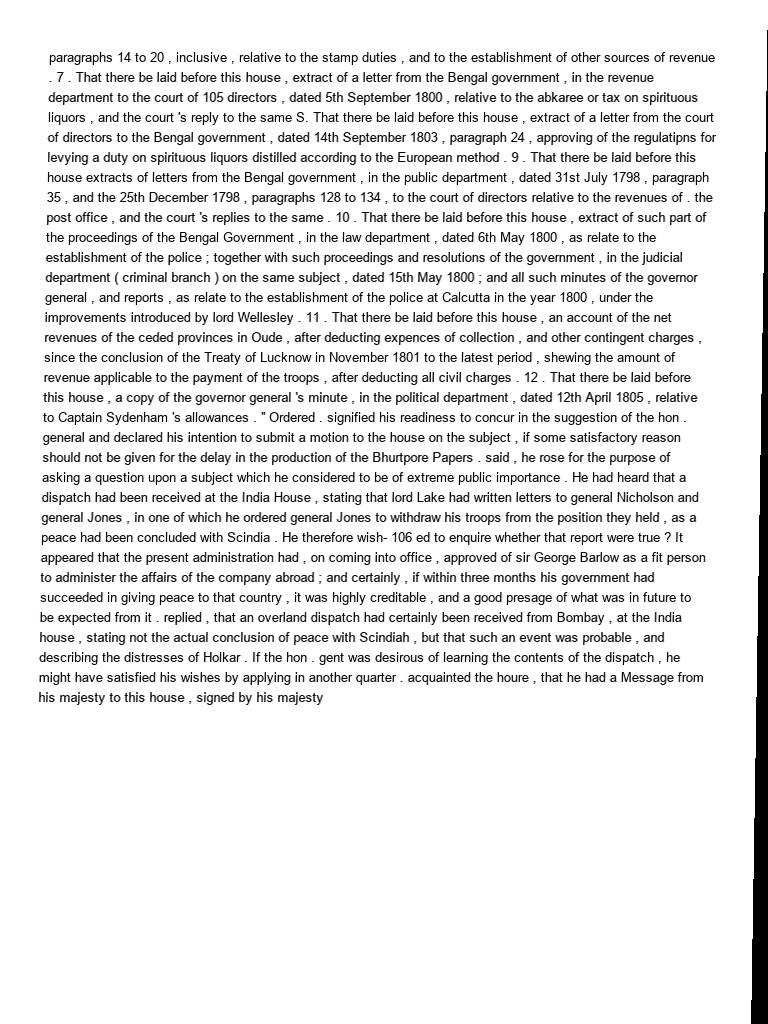 paragraphs 14 to 20 , inclusive , relative to the stamp duties , and to the establishment of other sources of revenue
. 7 . That there be laid before this house , extract of a letter from the Bengal government , in the revenue
department to the court of 105 directors , dated 5th September 1800 , relative to the abkaree or tax on spirituous
liquors , and the court 's reply to the same S. That there be laid before this house , extract of a letter from the court
of directors to the Bengal government , dated 14th September 1803 , paragraph 24 , approving of the regulatipns for
levying a duty on spirituous liquors distilled according to the European method . 9 . That there be laid before this
house extracts of letters from the Bengal government , in the public department , dated 31st July 1798 , paragraph
35 , and the 25th December 1798 , paragraphs 128 to 134 , to the court of directors relative to the revenues of . the
post office , and the court 's replies to the same . 10 . That there be laid before this house , extract of such part of
the proceedings of the Bengal Government , in the law department , dated 6th May 1800 , as relate to the
establishment of the police ; together with such proceedings and resolutions of the government , in the judicial
department ( criminal branch ) on the same subject , dated 15th May 1800 ; and all such minutes of the governor
general , and reports , as relate to the establishment of the police at Calcutta in the year 1800 , under the
improvements introduced by lord Wellesley . 11 . That there be laid before this house , an account of the net
revenues of the ceded provinces in Oude , after deducting expences of collection , and other contingent charges ,
since the conclusion of the Treaty of Lucknow in November 1801 to the latest period , shewing the amount of
revenue applicable to the payment of the troops , after deducting all civil charges . 12 . That there be laid before
this house , a copy of the governor general 's minute , in the political department , dated 12th April 1805 , relative
to Captain Sydenham 's allowances . " Ordered . signified his readiness to concur in the suggestion of the hon .
general and declared his intention to submit a motion to the house on the subject , if some satisfactory reason
should not be given for the delay in the production of the Bhurtpore Papers . said , he rose for the purpose of
asking a question upon a subject which he considered to be of extreme public importance . He had heard that a
dispatch had been received at the India House , stating that lord Lake had written letters to general Nicholson and
general Jones , in one of which he ordered general Jones to withdraw his troops from the position they held , as a
peace had been concluded with Scindia . He therefore wish- 106 ed to enquire whether that report were true ? It
appeared that the present administration had , on coming into office , approved of sir George Barlow as a fit person
to administer the affairs of the company abroad ; and certainly , if within three months his government had
succeeded in giving peace to that country , it was highly creditable , and a good presage of what was in future to
be expected from it . replied , that an overland dispatch had certainly been received from Bombay , at the India
house , stating not the actual conclusion of peace with Scindiah , but that such an event was probable , and
describing the distresses of Holkar . If the hon . gent was desirous of learning the contents of the dispatch , he
might have satisfied his wishes by applying in another quarter . acquainted the houre , that he had a Message from
his majesty to this house , signed by his majesty